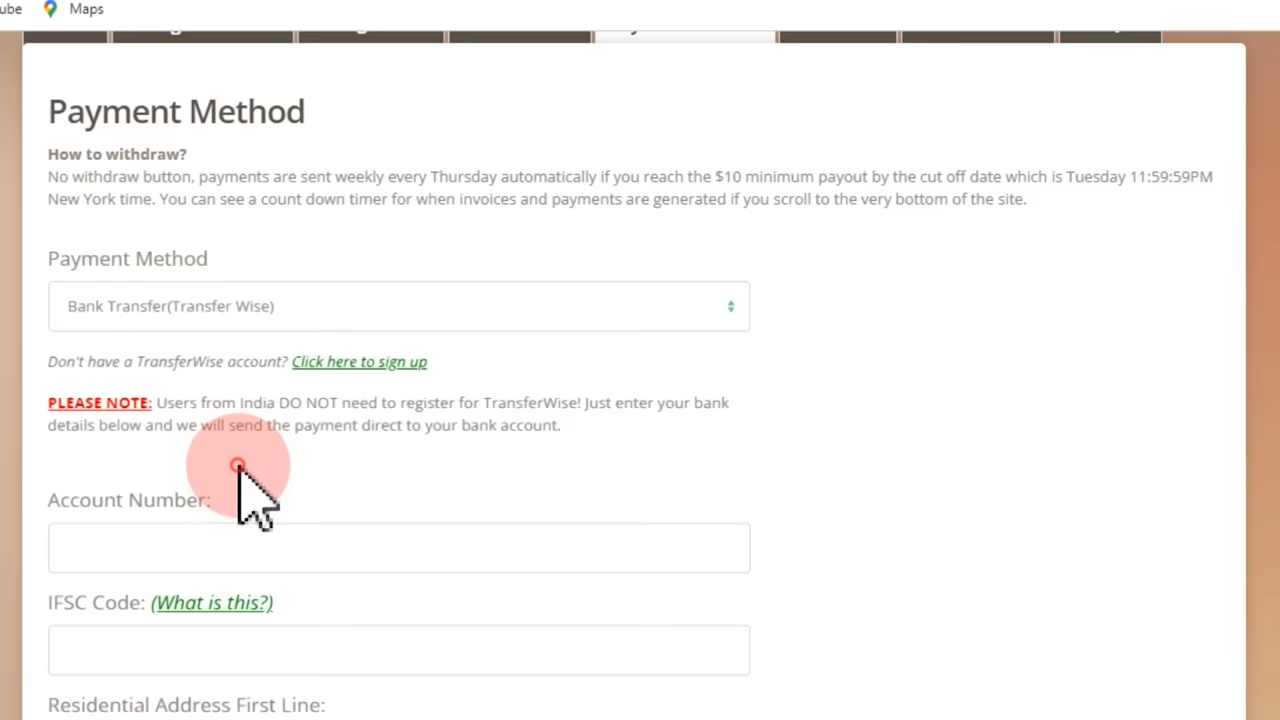 Maps
Payment Method
How to withdraw?
No withdraw button, payments are sent weekly every Thursday automatically if you reach the $10 minimum payout by the cut off date which is Tuesday 11:59:59PM
New York time. You can see a count down timer for when invoices and payments are generated if you scroll to the very bottom of the site.
Payment Method
Bank Transfer(Transfer Wise)
Don't have a TransferWise account? Click here to sign up
PLEASE NOTE: Users from India DO NOT need to register for TransferWise! Just enter your bank
details below and we will send the payment direct to your bank account.
Account Number:
IFSC Code: (What is this?)
Residential Address First Line: